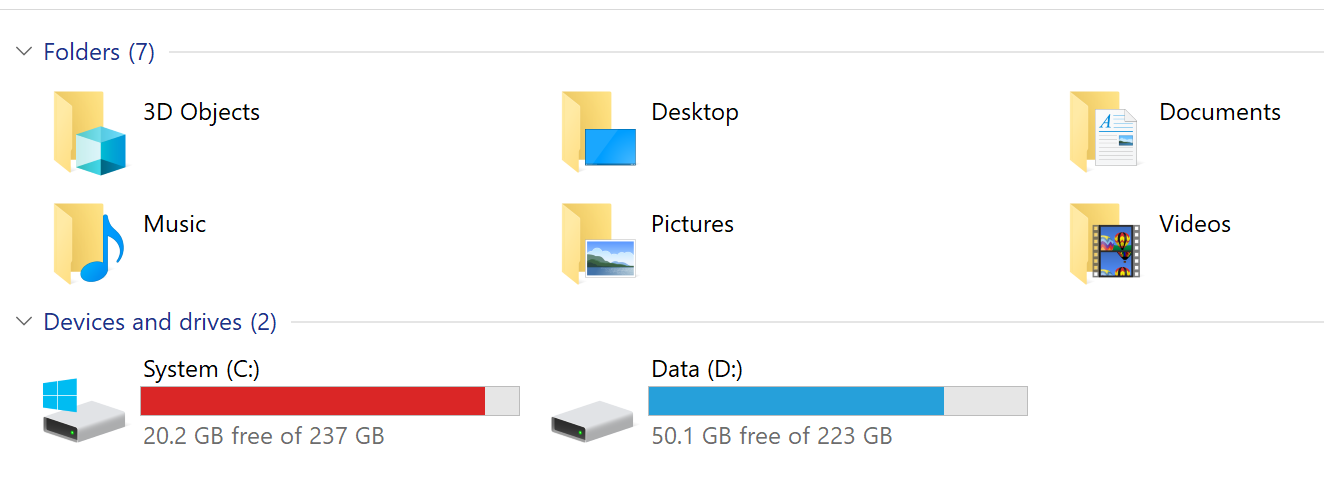 Folders (7)
3D Objects
Desktop
Documents
Music
Pictures
Videos
Devices and drives (2)
System (C:)
20.2 GB free of 237 GB
Data (D:)
50.1 GB free of 223 GB